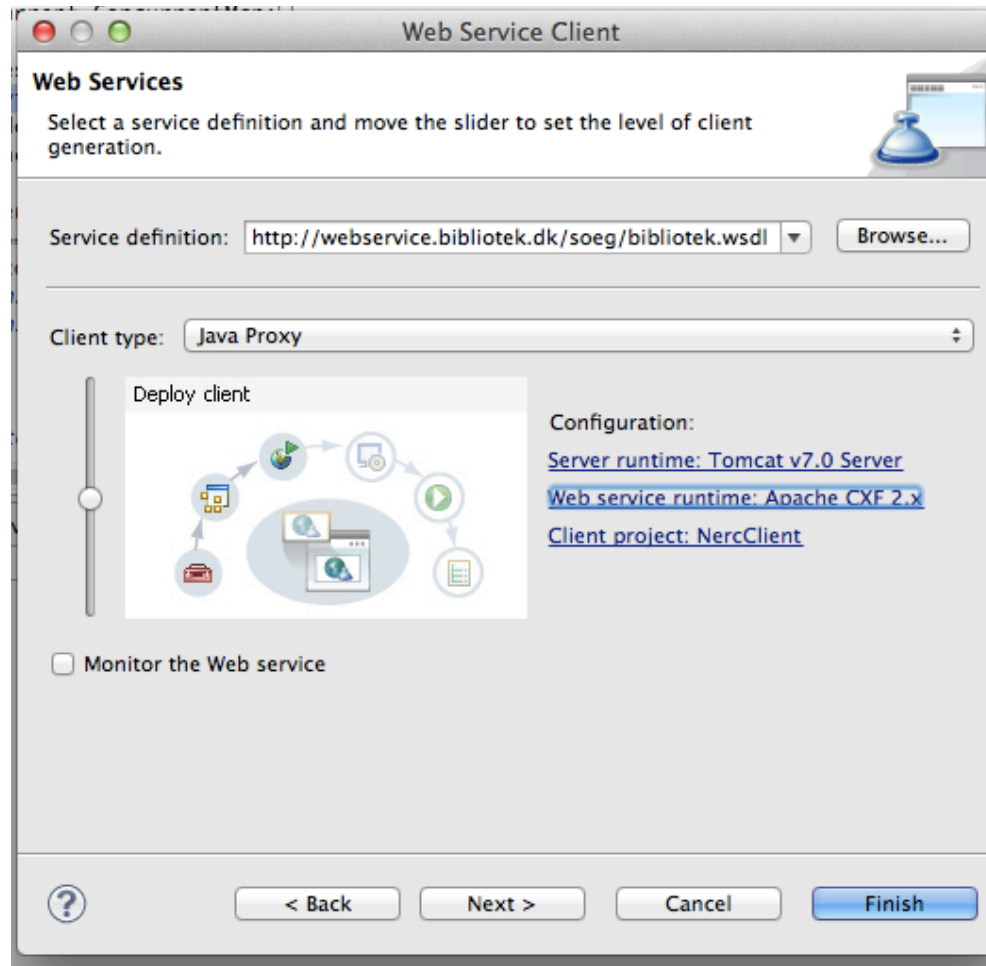 Web Service Client
Web Services
Select a service definition and move the slider to set the level of client
generation.
Service definition: http://webservice.bibliotek.dk/soeg/bibliotek.wsdl Browse...
Client type: Java Proxy
Deploy client
Configuration:
Server runtime: Tomcat v7.0 Server
Web service runtime: Apache CXF 2.x
Client project: NercClient
Monitor the Web service
? < Back Next > Cancel Finish